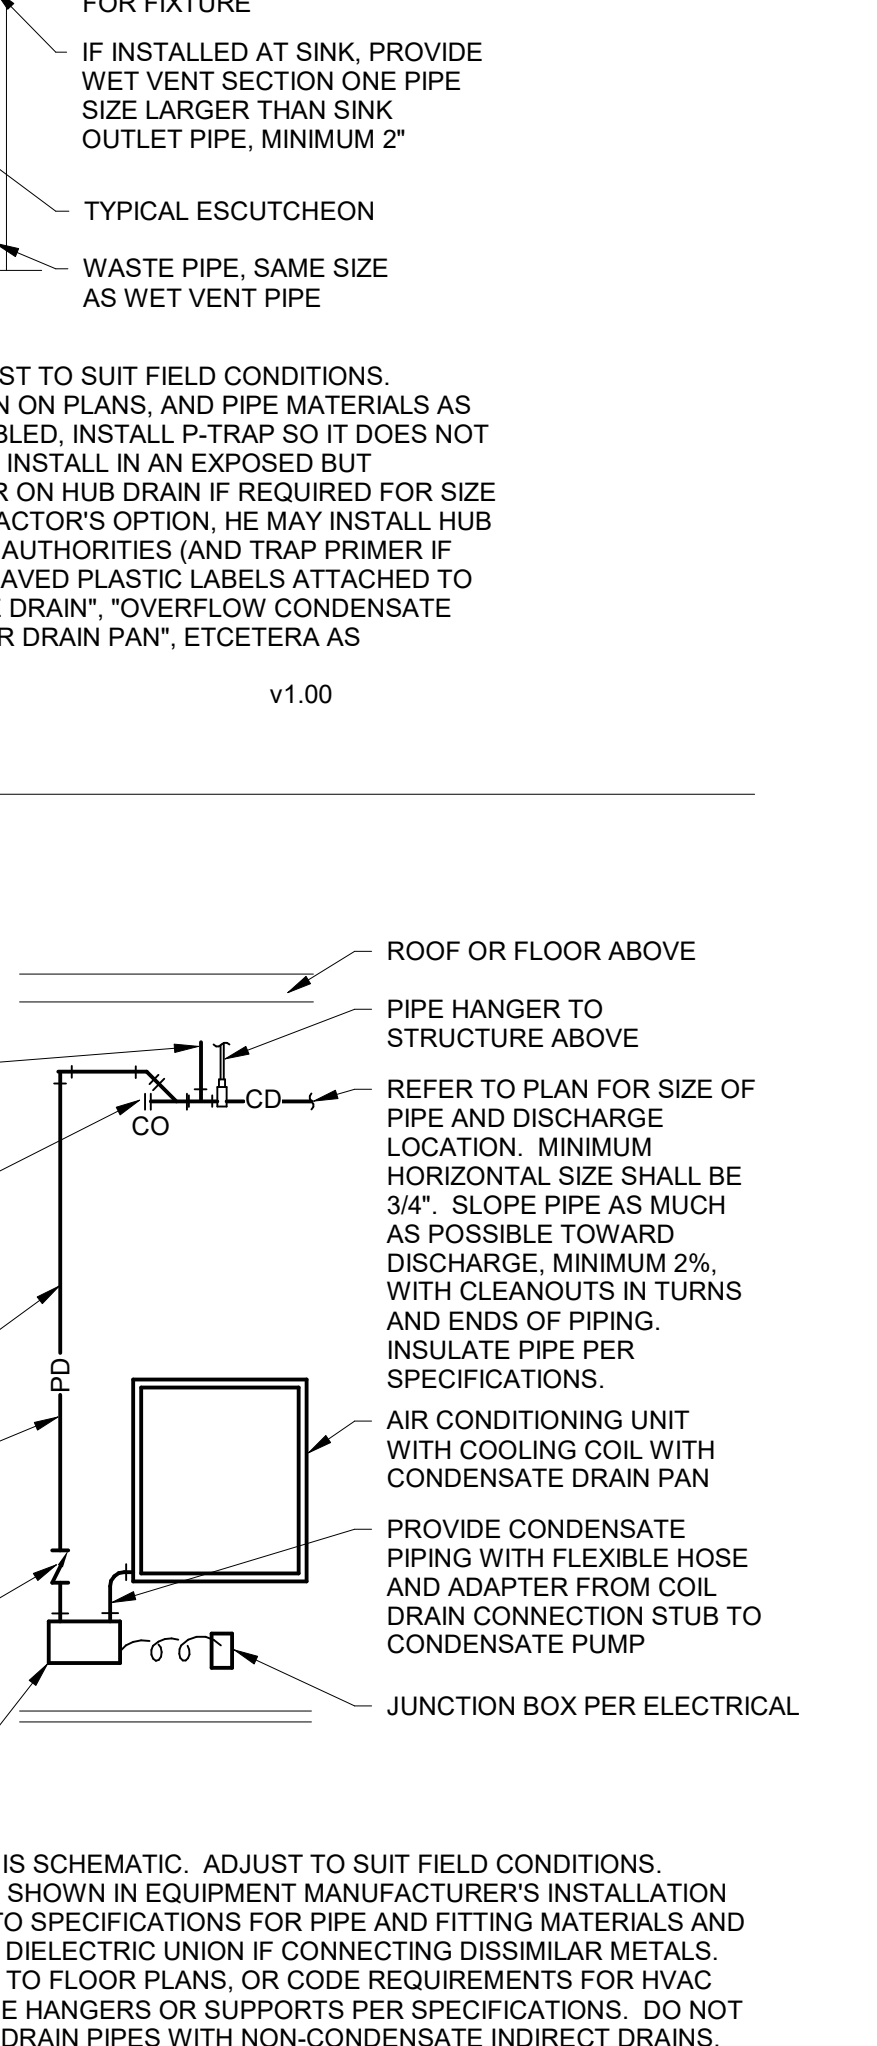 FOR FIXTURE
IF INSTALLED AT SINK, PROVIDE
WET VENT SECTION ONE PIPE
SIZE LARGER THAN SINK
OUTLET PIPE, MINIMUM 2"
TYPICAL ESCUTCHEON
WASTE PIPE, SAME SIZE
AS WET VENT PIPE
ST TO SUIT FIELD CONDITIONS.
N ON PLANS, AND PIPE MATERIALS AS
BLED, INSTALL P-TRAP SO IT DOES NOT
INSTALL IN AN EXPOSED BUT
R ON HUB DRAIN IF REQUIRED FOR SIZE
ACTOR'S OPTION, HE MAY INSTALL HUB
AUTHORITIES (AND TRAP PRIMER IF
AVED PLASTIC LABELS ATTACHED TO
E DRAIN", "OVERFLOW CONDENSATE
R DRAIN PAN", ETCETERA AS
v1.00
ROOF OR FLOOR ABOVE
PIPE HANGER TO
STRUCTURE ABOVE
CD
CO
REFER TO PLAN FOR SIZE OF
PIPE AND DISCHARGE
LOCATION.  MINIMUM
HORIZONTAL SIZE SHALL BE
3/4".  SLOPE PIPE AS MUCH
AS POSSIBLE TOWARD
DISCHARGE, MINIMUM 2%,
WITH CLEANOUTS IN TURNS
AND ENDS OF PIPING.
INSULATE PIPE PER
SPECIFICATIONS.
PD
AIR CONDITIONING UNIT
WITH COOLING COIL WITH
CONDENSATE DRAIN PAN
PROVIDE CONDENSATE
PIPING WITH FLEXIBLE HOSE
AND ADAPTER FROM COIL
DRAIN CONNECTION STUB TO
CONDENSATE PUMP
JUNCTION BOX PER ELECTRICAL
IS SCHEMATIC.  ADJUST TO SUIT FIELD CONDITIONS.
SHOWN IN EQUIPMENT MANUFACTURER'S INSTALLATION
TO SPECIFICATIONS FOR PIPE AND FITTING MATERIALS AND
DIELECTRIC UNION IF CONNECTING DISSIMILAR METALS.
TO FLOOR PLANS, OR CODE REQUIREMENTS FOR HVAC
E HANGERS OR SUPPORTS PER SPECIFICATIONS.  DO NOT
DRAIN PIPES WITH NON-CONDENSATE INDIRECT DRAINS.